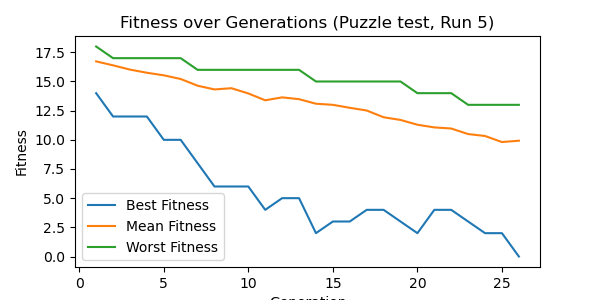 Fitness over Generations (Puzzle test, Run 5)
Fitness
17.5
15.0
12.5
10.0
7.5
5.0
2.5
0.0
Best Fitness
Mean Fitness
Worst Fitness
0 5 10 15 20 25
Generation